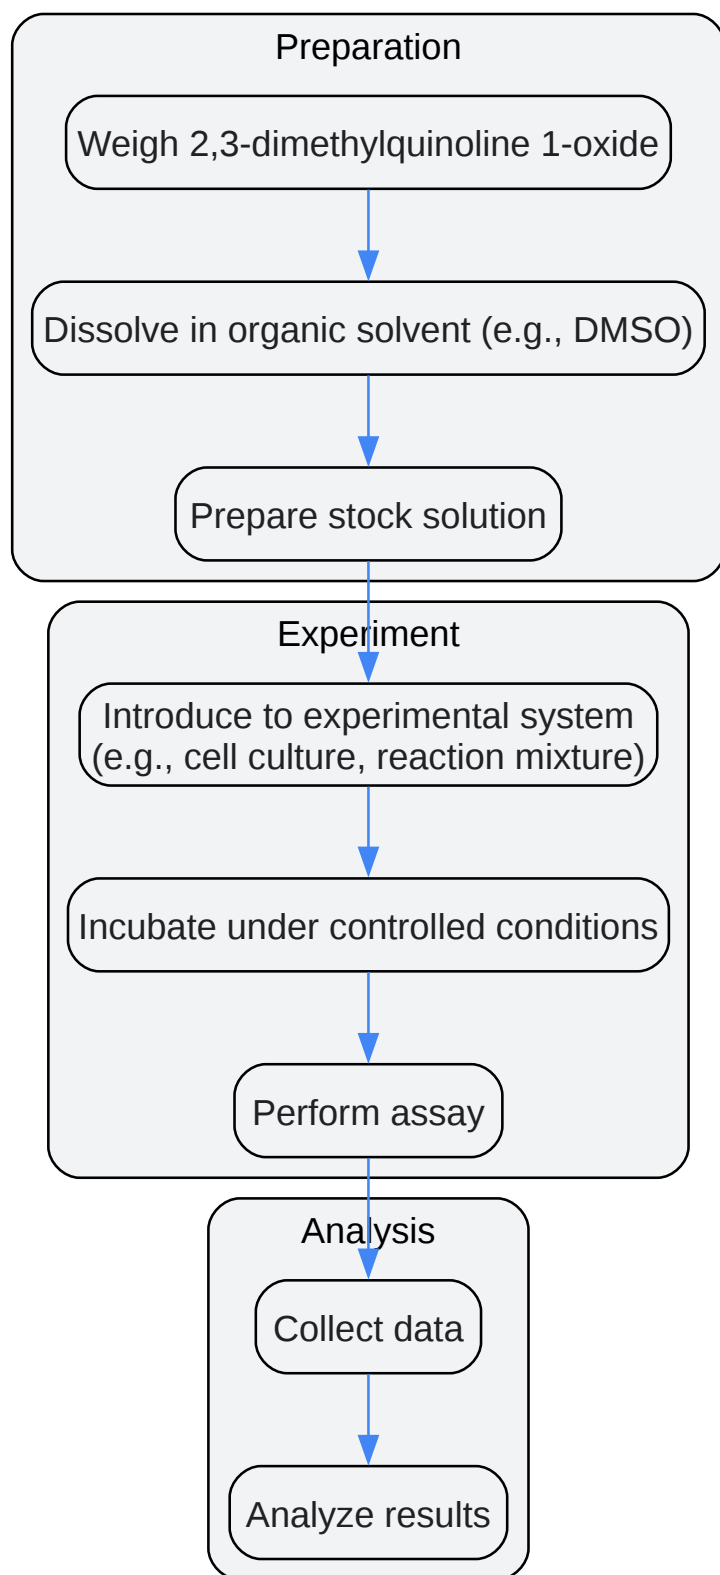 Preparation
Weigh 2,3-dimethylquinoline 1-oxide
Dissolve in organic solvent (e.g., DMSO)
Prepare stock solution
Experiment
Introduce to experimental system
(e.g., cell culture, reaction mixture)
Incubate under controlled conditions
Perform assay
Analysis
Collect data
Analyze results